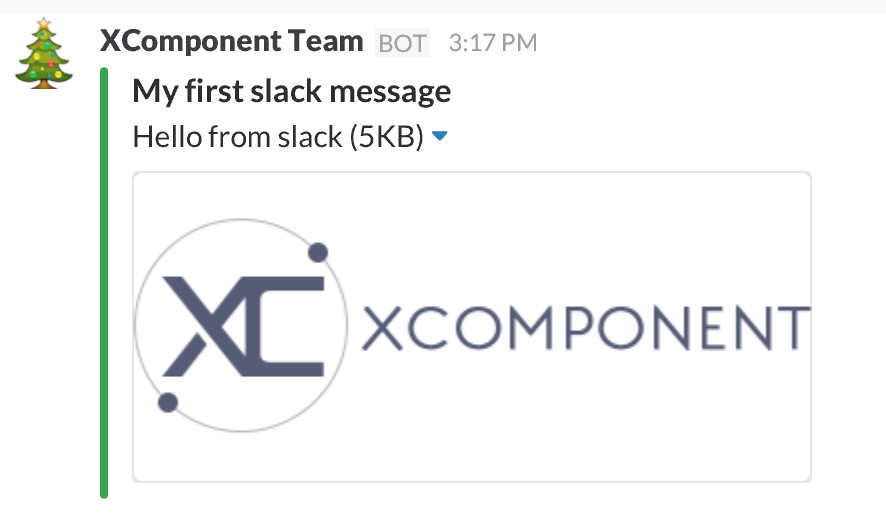 XComponent Team BOT 3:17 PM
My first slack message
Hello from slack (5KB)
XC XCOMPONENT